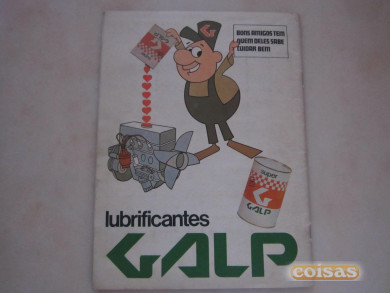 BONS AMIGOS TEM
QUEM DELES SABE
CUIDAR BEM
G
super
G
GALP
lubrificantes
GALP
coisas